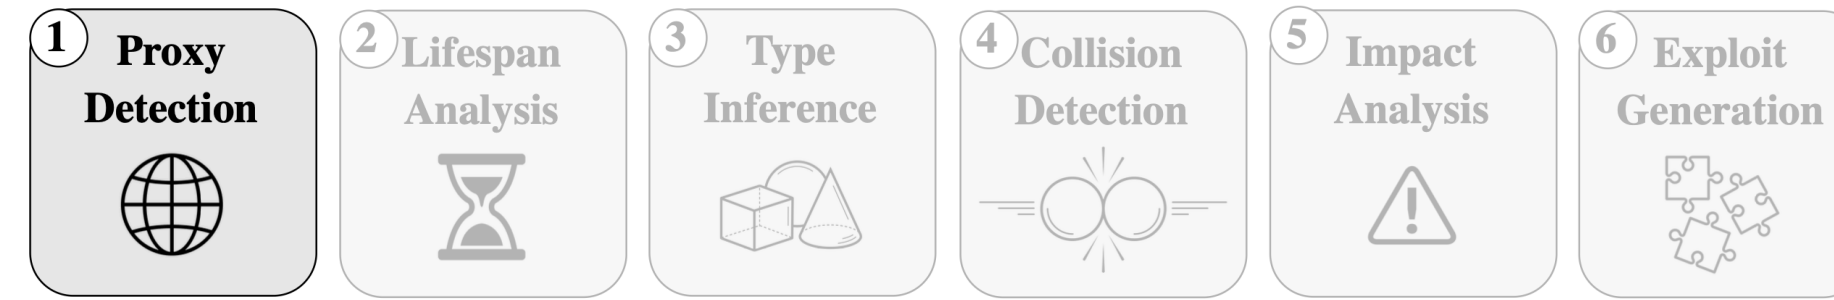 1
Proxy
Detection
2
Lifespan
Analysis
3
Type
Inference
4
Collision
Detection
5
Impact
Analysis
6
Exploit
Generation